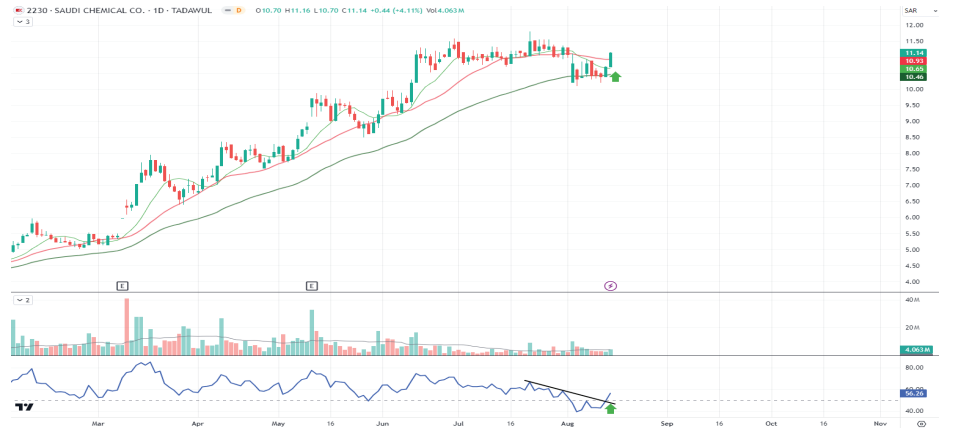 2230 · SAUDI CHEMICAL CO. · 1D · TADAWUL D O10.70 H11.16 L10.70 C11.14 +0.44 (+4.11%) Vol4.063M
SAR
3
12.00
11.50
11.14
10.93
10.65
10.46
10.00
9.50
9.00
8.50
8.00
7.50
7.00
6.50
6.00
5.50
5.00
4.50
4.00
E
E
2
40M
20M
4.063M
80.00
56.26
40.00
Mar
Apr
May
16
Jun
Jul
16
Aug
Sep
16
Oct
16
Nov